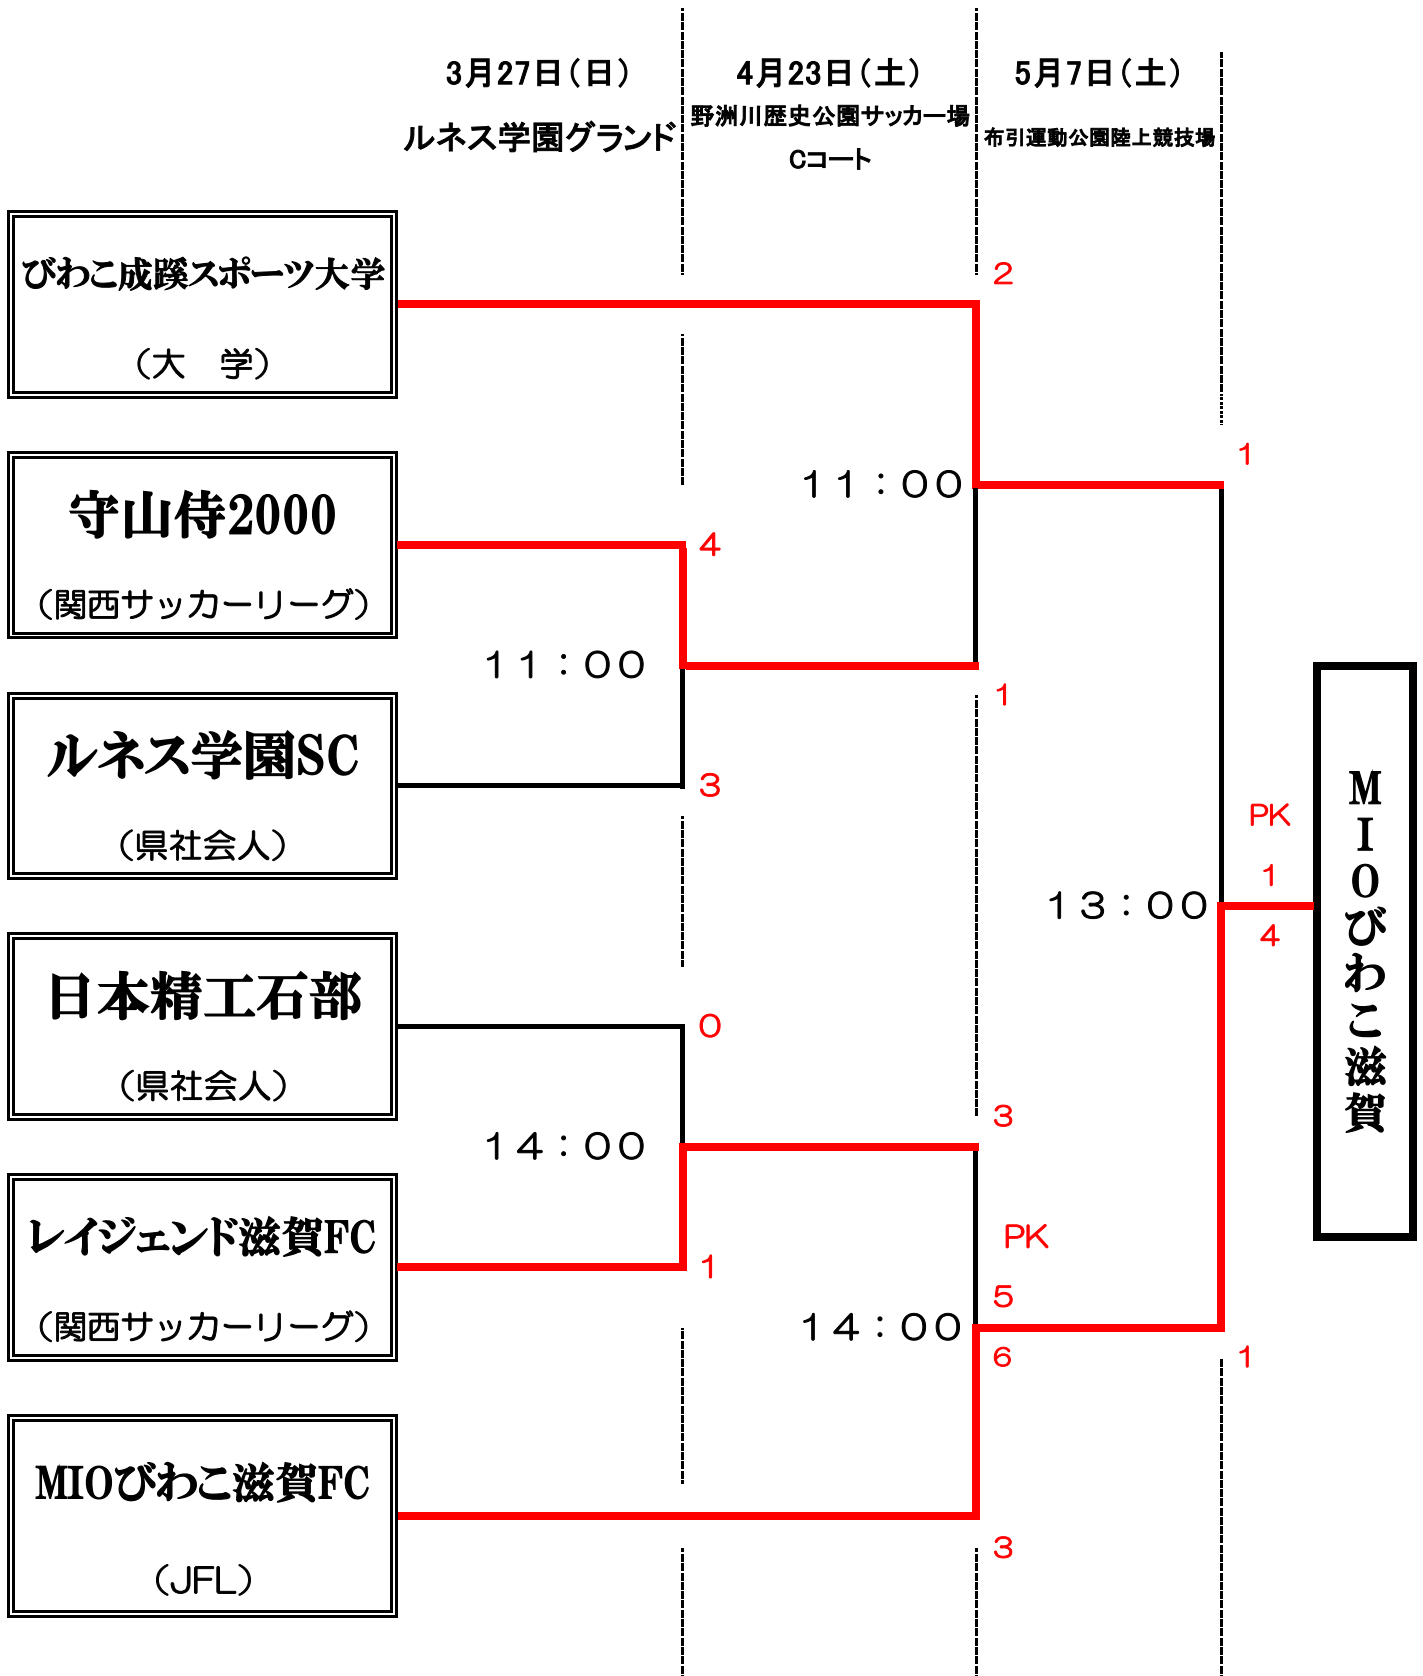 3月27日（日）
4月23日（土）
5月7日（土）
ルネス学園グランド
野洲川歴史公園サッカー場
Cコート
布引運動公園陸上競技場
びわこ成蹊スポーツ大学
（大　学）
2
1
11：00
守山侍2000
（関西サッカーリーグ）
4
11：00
1
ルネス学園SC
（県社会人）
3
PK
1
13：00
4
MIOびわこ滋賀
日本精工石部
（県社会人）
0
14：00
3
レイジェンド滋賀FC
（関西サッカーリーグ）
1
PK
5
14：00
6
1
MIOびわこ滋賀FC
（JFL）
3